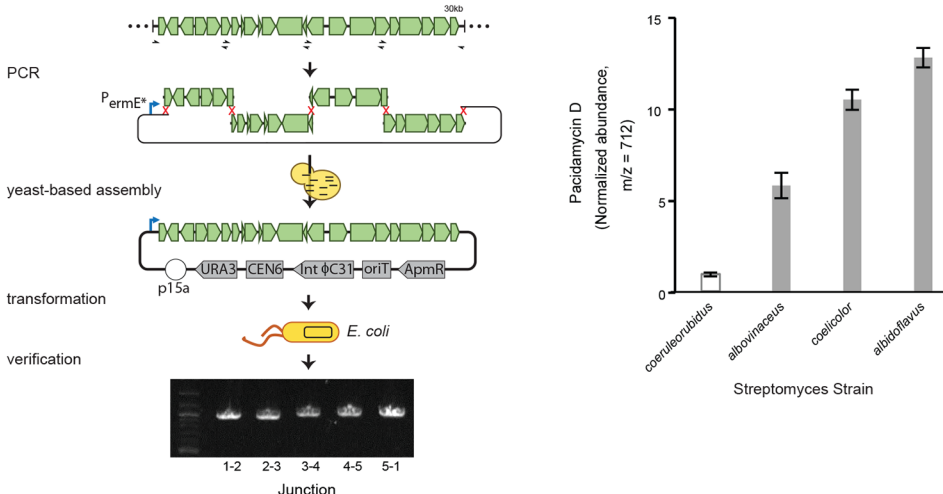 30kb
PCR
PermE*
yeast-based assembly
URA3 CEN6 Int ϕC31 oriT ApmR
p15a
transformation
E. coli
verification
1-2 2-3 3-4 4-5 5-1
Junction
Pacidamycin D
(Normalized abundance,
m/z = 712)
15
10
5
0
coeruleorubidus
albovinaceus
coelicolor
albidoflavus
Streptomyces Strain